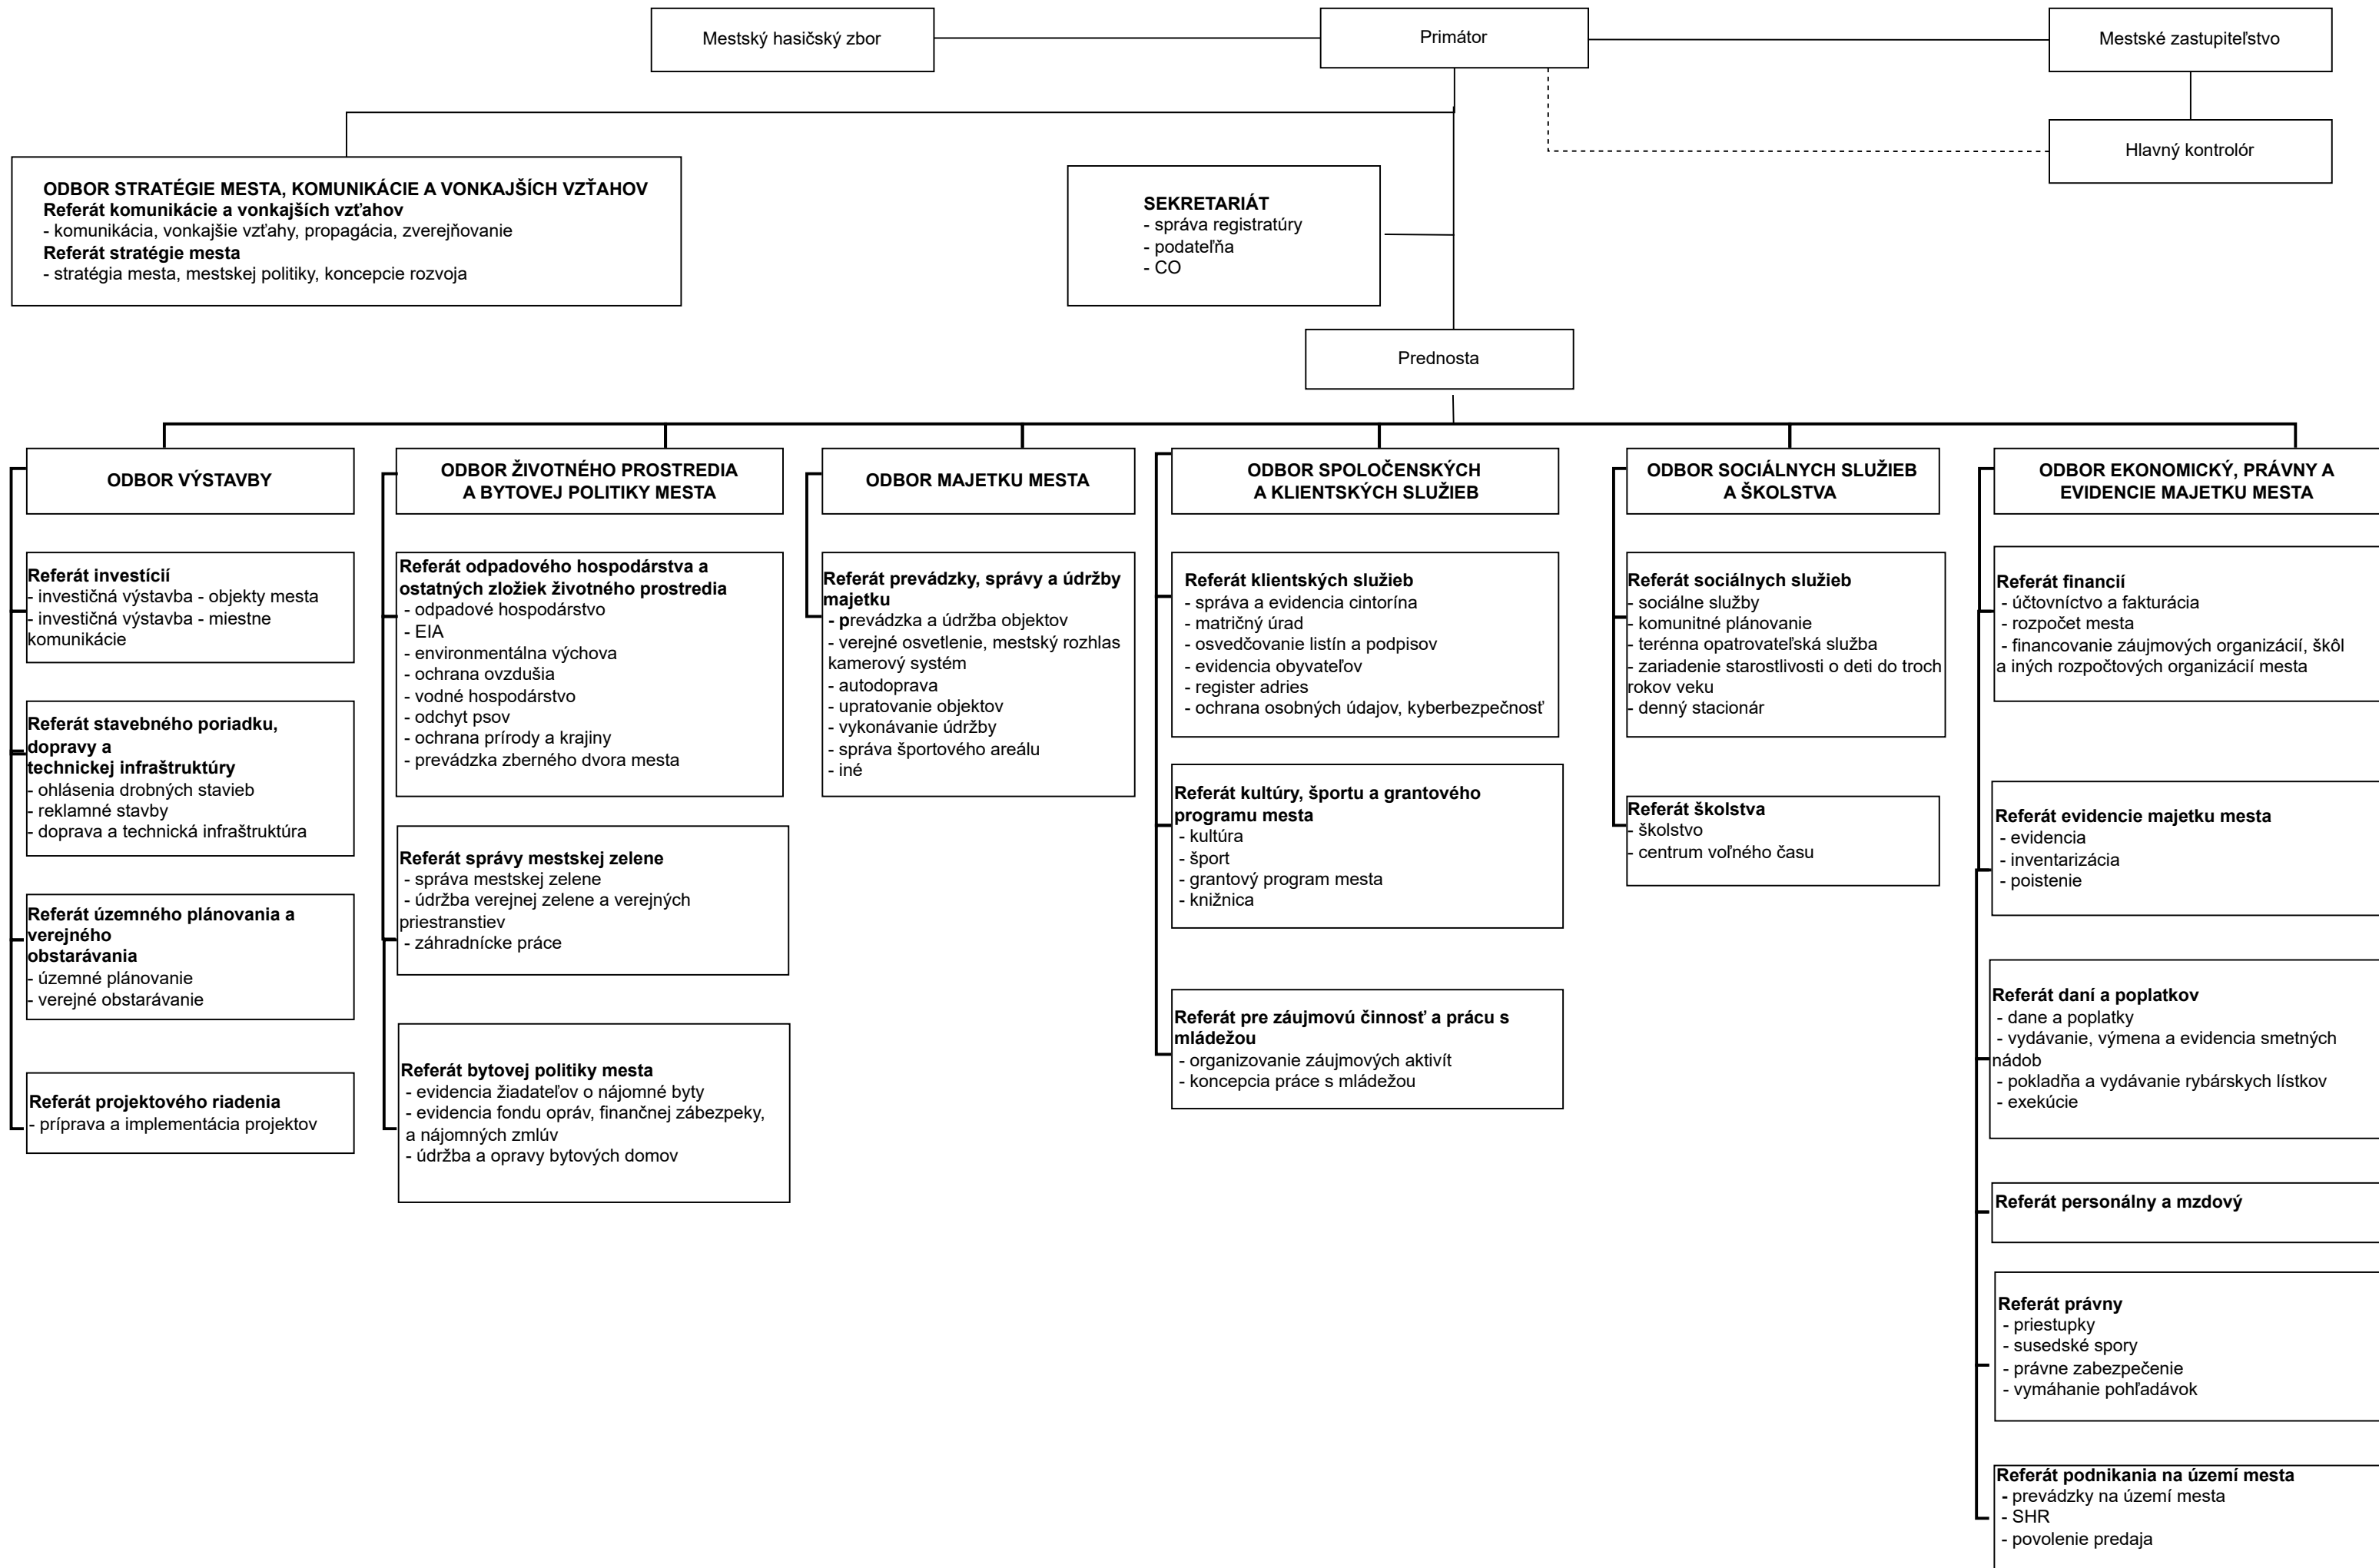 Mestský hasičský zbor
Primátor
Mestské zastupiteľstvo
Hlavný kontrolór
ODBOR STRATÉGIE MESTA, KOMUNIKÁCIE A VONKAJŠÍCH VZŤAHOV
Referát komunikácie a vonkajších vzťahov
- komunikácia, vonkajšie vzťahy, propagácia, zverejňovanie
Referát stratégie mesta
- stratégia mesta, mestskej politiky, koncepcie rozvoja
SEKRETARIÁT
- správa registratúry
- podateľňa
- CO
Prednosta
ODBOR VÝSTAVBY
Referát investícií
- investičná výstavba - objekty mesta
- investičná výstavba - miestne
komunikácie
Referát stavebného poriadku,
dopravy a
technickej infraštruktúry
- ohlásenia drobných stavieb
- reklamné stavby
- doprava a technická infraštruktúra
Referát územného plánovania a
verejného
obstarávania
- územné plánovanie
- verejné obstarávanie
Referát projektového riadenia
- príprava a implementácia projektov
ODBOR ŽIVOTNÉHO PROSTREDIA
A BYTOVEJ POLITIKY MESTA
Referát odpadového hospodárstva a
ostatných zložiek životného prostredia
- odpadové hospodárstvo
- EIA
- environmentálna výchova
- ochrana ovzdušia
- vodné hospodárstvo
- odchyt psov
- ochrana prírody a krajiny
- prevádzka zberného dvora mesta
Referát správy mestskej zelene
- správa mestskej zelene
- údržba verejnej zelene a verejných
priestranstiev
- záhradnícke práce
Referát bytovej politiky mesta
- evidencia žiadateľov o nájomné byty
- evidencia fondu opráv, finančnej zábezpeky,
a nájomných zmlúv
- údržba a opravy bytových domov
ODBOR MAJETKU MESTA
Referát prevádzky, správy a údržby
majetku
- prevádzka a údržba objektov
- verejné osvetlenie, mestský rozhlas
kamerový systém
- autodoprava
- upratovanie objektov
- vykonávanie údržby
- správa športového areálu
- iné
ODBOR SPOLOČENSKÝCH
A KLIENTSKÝCH SLUŽIEB
Referát klientských služieb
- správa a evidencia cintorína
- matričný úrad
- osvedčovanie listín a podpisov
- evidencia obyvateľov
- register adries
- ochrana osobných údajov, kyberbezpečnosť
Referát kultúry, športu a grantového
programu mesta
- kultúra
- šport
- grantový program mesta
- knižnica
Referát pre záujmovú činnosť a prácu s
mládežou
- organizovanie záujmových aktivít
- koncepcia práce s mládežou
ODBOR SOCIÁLNYCH SLUŽIEB
A ŠKOLSTVA
Referát sociálnych služieb
- sociálne služby
- komunitné plánovanie
- terénna opatrovateľská služba
- zariadenie starostlivosti o deti do troch
rokov veku
- denný stacionár
Referát školstva
- školstvo
- centrum voľného času
ODBOR EKONOMICKÝ, PRÁVNY A
EVIDENCIE MAJETKU MESTA
Referát financií
- účtovníctvo a fakturácia
- rozpočet mesta
- financovanie záujmových organizácií, škôl
a iných rozpočtových organizácií mesta
Referát evidencie majetku mesta
- evidencia
- inventarizácia
- poistenie
Referát daní a poplatkov
- dane a poplatky
- vydávanie, výmena a evidencia smetných
nádob
- pokladňa a vydávanie rybárskych lístkov
- exekúcie
Referát personálny a mzdový
Referát právny
- priestupky
- susedské spory
- právne zabezpečenie
- vymáhanie pohľadávok
Referát podnikania na území mesta
- prevádzky na území mesta
- SHR
- povolenie predaja